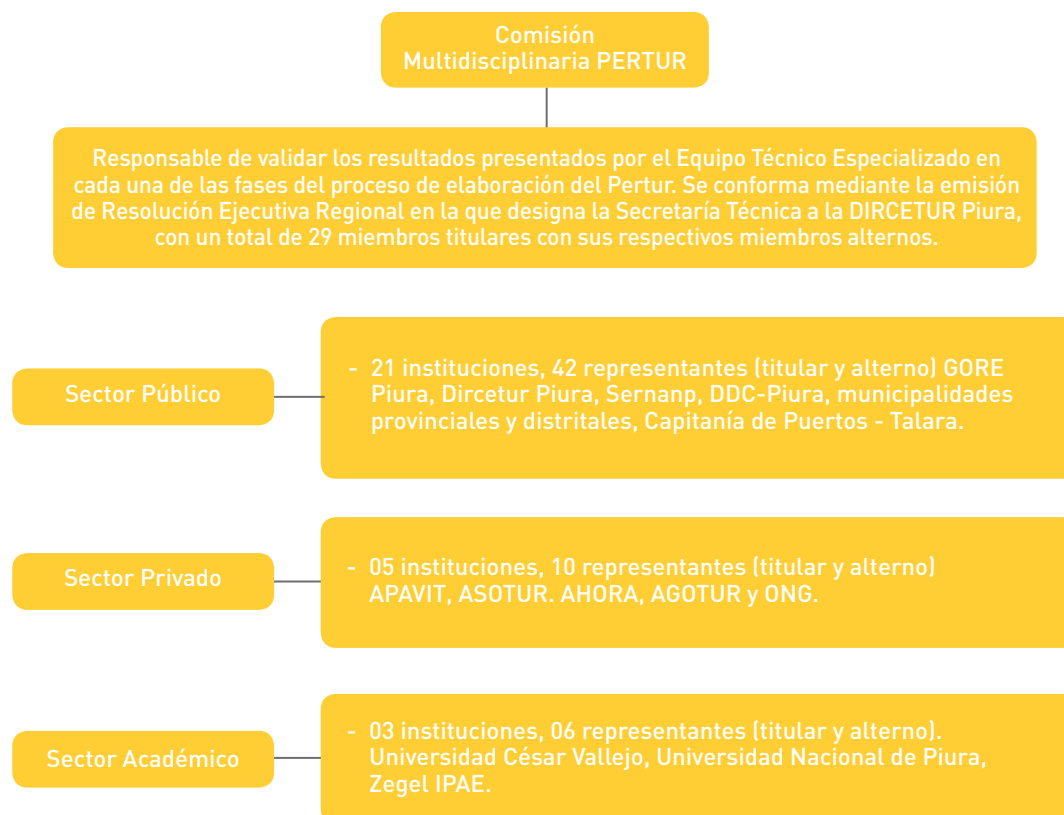 Comisión
Multidisciplinaria PERTUR
Responsable de validar los resultados presentados por el Equipo Técnico Especializado en
cada una de las fases del proceso de elaboración del Pertur. Se conforma mediante la emisión
de Resolución Ejecutiva Regional en la que designa la Secretaría Técnica a la DIRCETUR Piura,
con un total de 29 miembros titulares con sus respectivos miembros alternos.
Sector Público
- 21 instituciones, 42 representantes (titular y alterno) GORE
Piura, Dircetur Piura, Sernanp, DDC-Piura, municipalidades
provinciales y distritales, Capitanía de Puertos - Talara.
Sector Privado
- 05 instituciones, 10 representantes (titular y alterno)
APAVIT, ASOTUR. AHORA, AGOTUR y ONG.
Sector Académico
- 03 instituciones, 06 representantes (titular y alterno).
Universidad César Vallejo, Universidad Nacional de Piura,
Zegel IPAE.